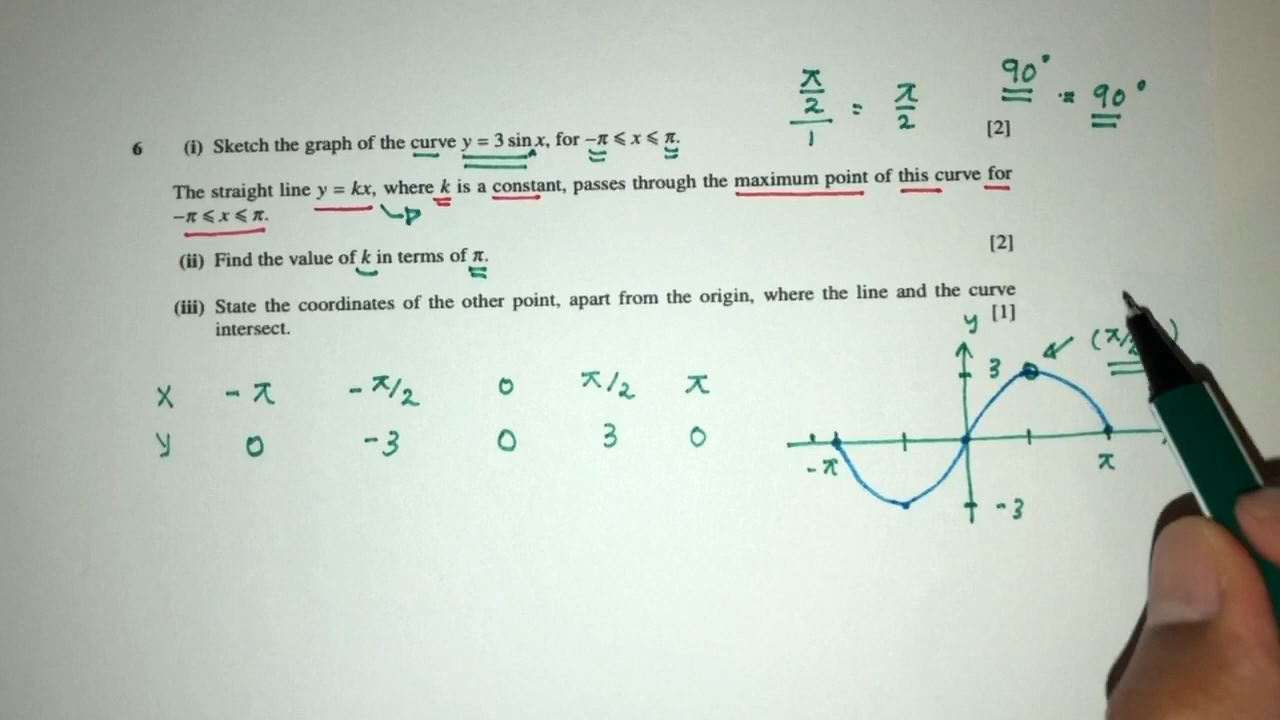 π/2 / 1 = π/2 90° = 90°
6 (i) Sketch the graph of the curve y = 3 sin x, for −π ⩽ x ⩽ π. [2]
The straight line y = kx, where k is a constant, passes through the maximum point of this curve for
−π ⩽ x ⩽ π.
(ii) Find the value of k in terms of π. [2]
(iii) State the coordinates of the other point, apart from the origin, where the line and the curve
intersect. [1]
y
3 (π/2 )
x -π -π/2 0 π/2 π
y 0 -3 0 3 0
-π π
-3